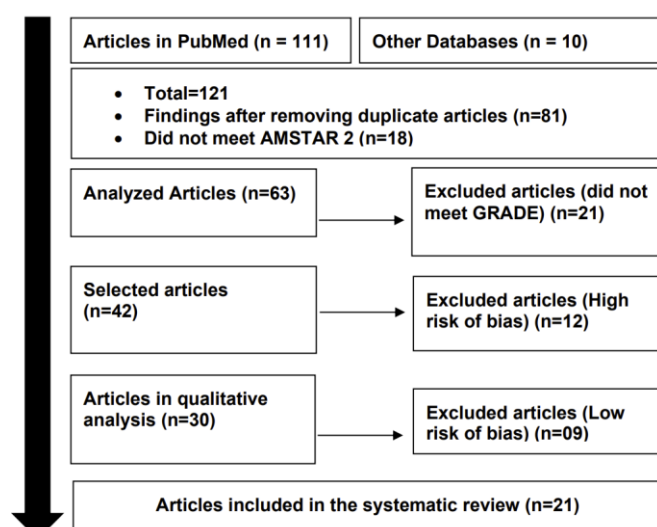 Articles in PubMed (n = 111)
Other Databases (n = 10)
• Total=121
• Findings after removing duplicate articles (n=81)
• Did not meet AMSTAR 2 (n=18)
Analyzed Articles (n=63)
Excluded articles (did
not meet GRADE) (n=21)
Selected articles
(n=42)
Excluded articles (High
risk of bias) (n=12)
Articles in qualitative
analysis (n=30)
Excluded articles (Low
risk of bias) (n=09)
Articles included in the systematic review (n=21)